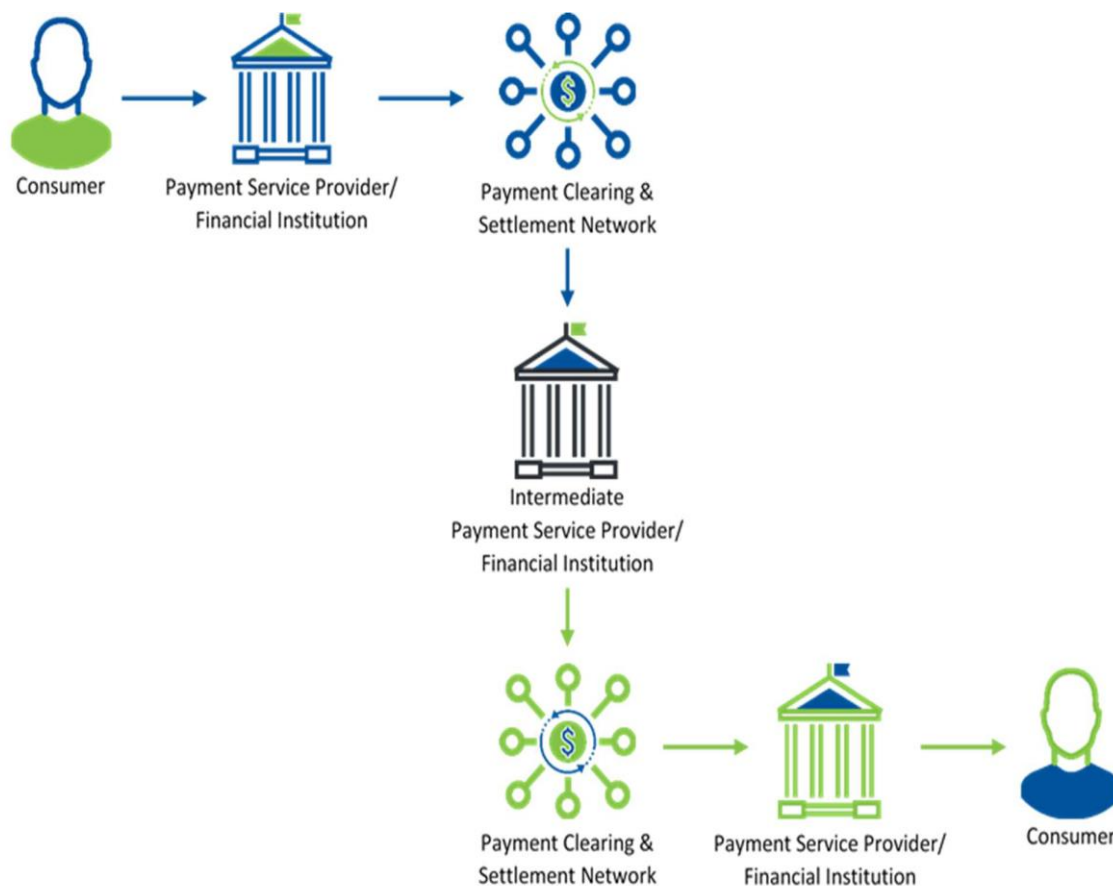 Consumer
Payment Service Provider/
Financial Institution
Payment Clearing &
Settlement Network
$
Intermediate
Payment Service Provider/
Financial Institution
$
Payment Clearing &
Settlement Network
Payment Service Provider/
Financial Institution
Consumer